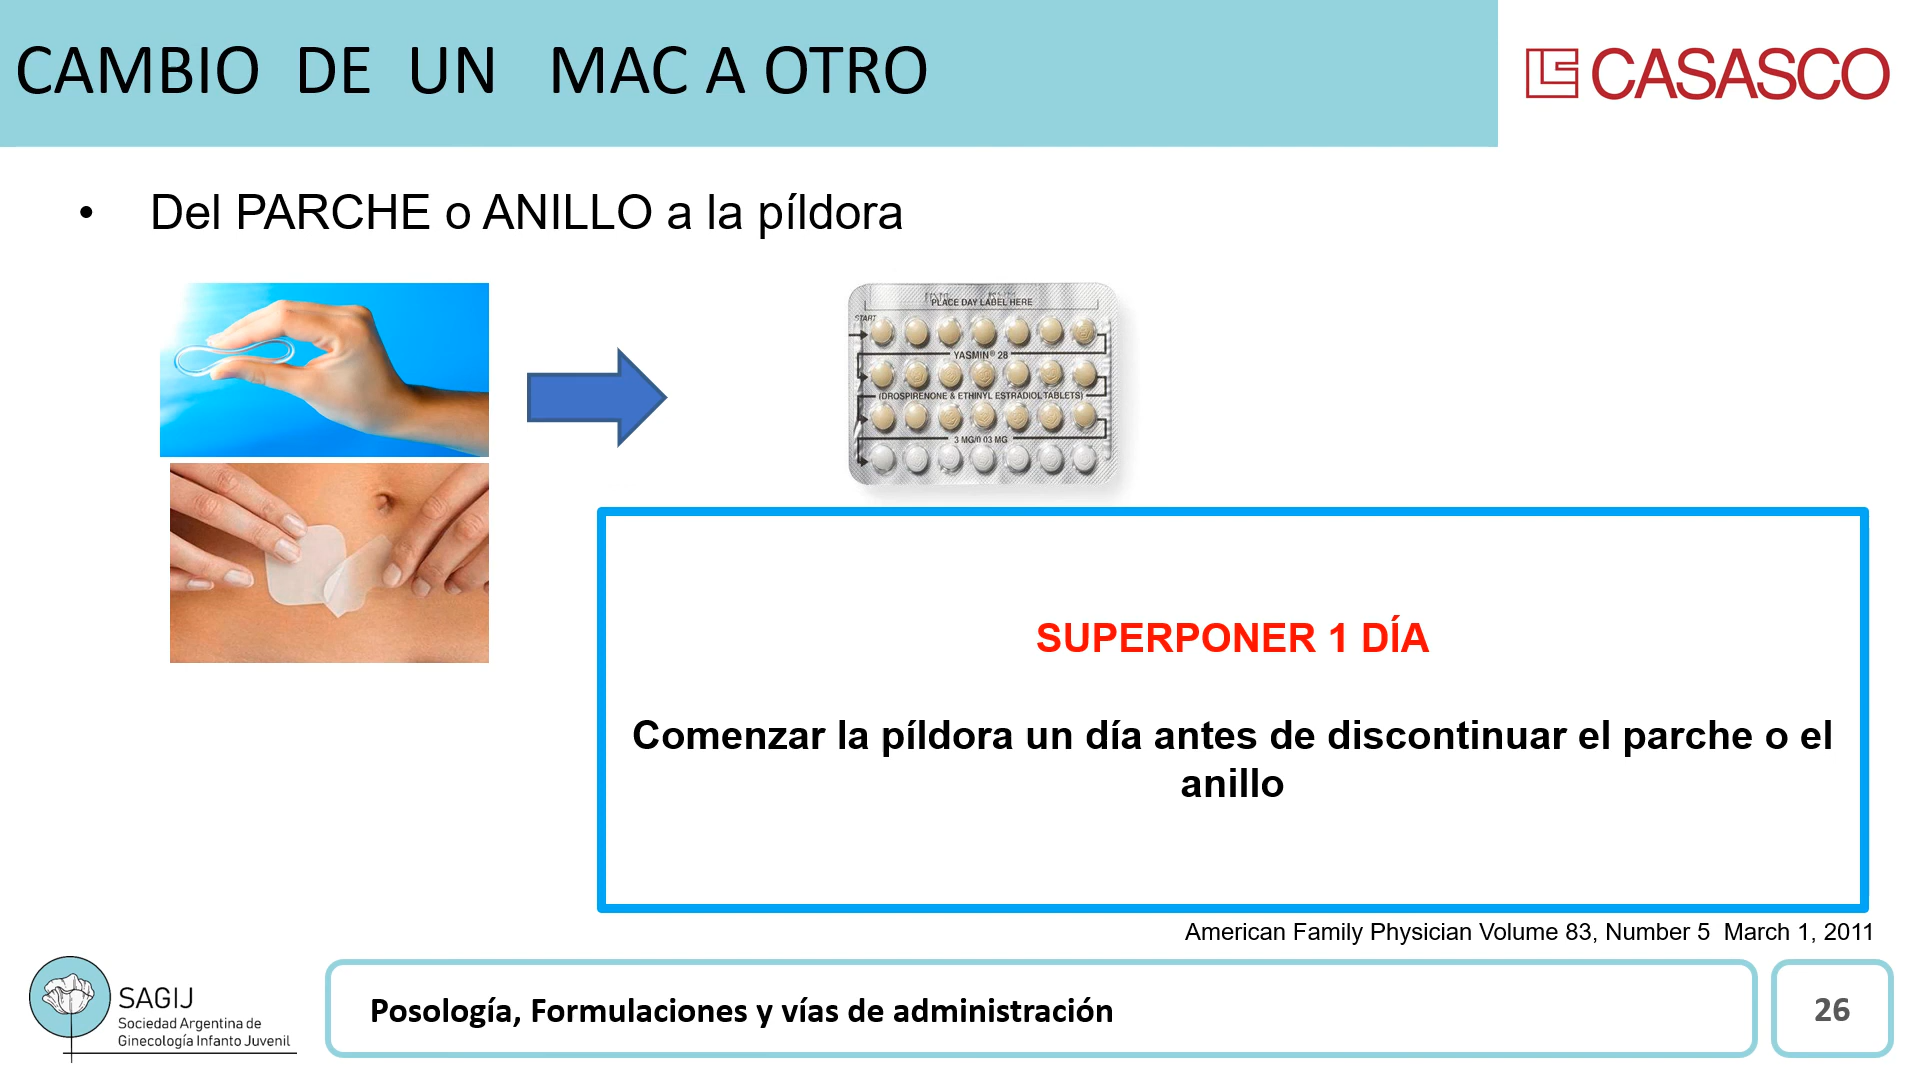 CAMBIO DE UN MAC A OTRO
CASASCO
• Del PARCHE o ANILLO a la píldora
PLACE DAY LABEL HERE
START
YASMIN® 28
(DROSPIRENONE & ETHINYL ESTRADIOL TABLETS)
3 MG/0 03 MG
SUPERPONER 1 DÍA
Comenzar la píldora un día antes de discontinuar el parche o el
anillo
American Family Physician Volume 83, Number 5 March 1, 2011
SAGIJ
Sociedad Argentina de
Ginecología Infanto Juvenil
Posología, Formulaciones y vías de administración
26